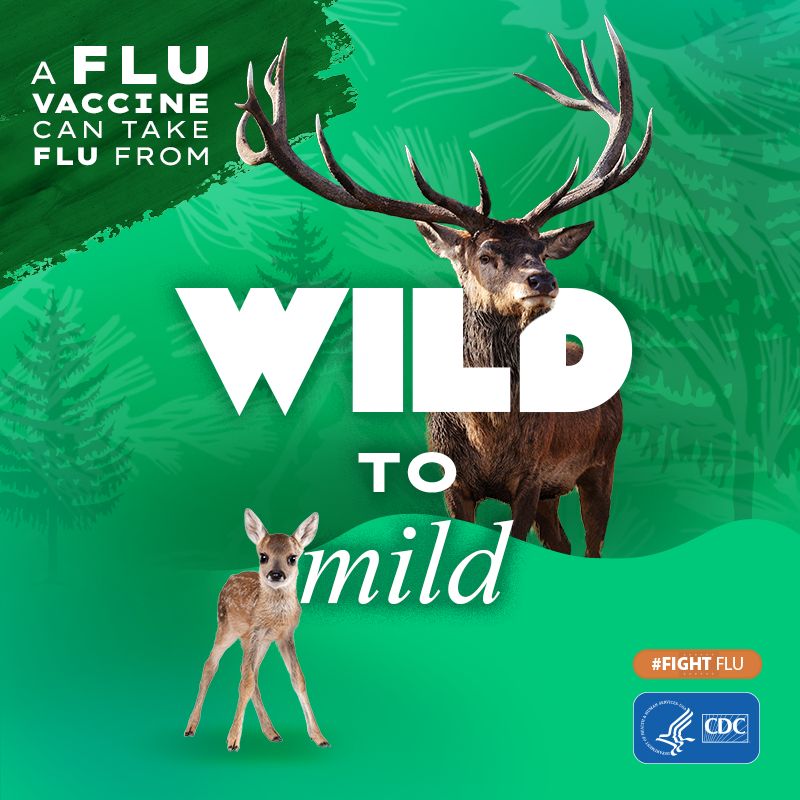 A FLU
VACCINE
CAN TAKE
FLU FROM
WILD
TO
mild
#FIGHT FLU
CDC